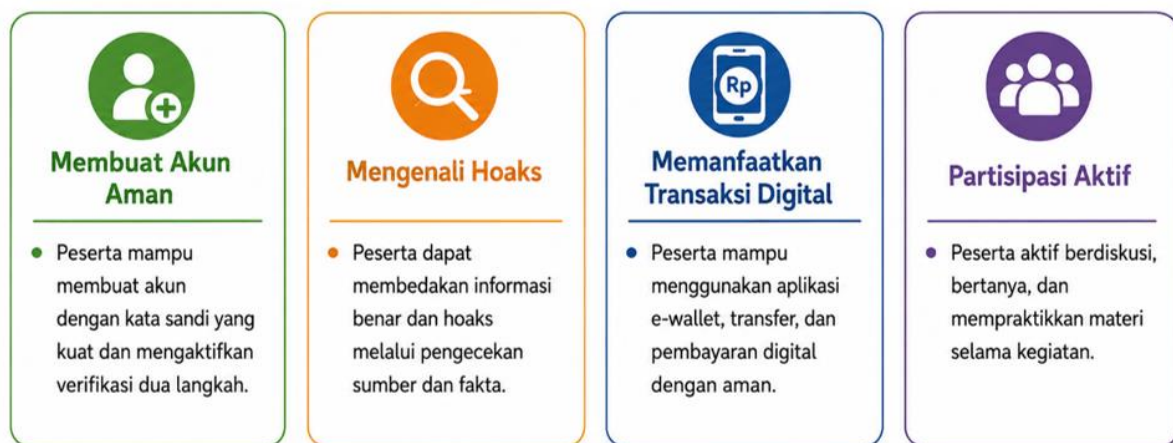 Membuat Akun
Aman
Peserta mampu
membuat akun
dengan kata sandi yang
kuat dan mengaktifkan
verifikasi dua langkah.
Mengenali Hoaks
Peserta dapat
membedakan informasi
benar dan hoaks
melalui pengecekan
sumber dan fakta.
Rp
Memanfaatkan
Transaksi Digital
Peserta mampu
menggunakan aplikasi
e-wallet, transfer, dan
pembayaran digital
dengan aman.
Partisipasi Aktif
Peserta aktif berdiskusi,
bertanya, dan
mempraktikkan materi
selama kegiatan.